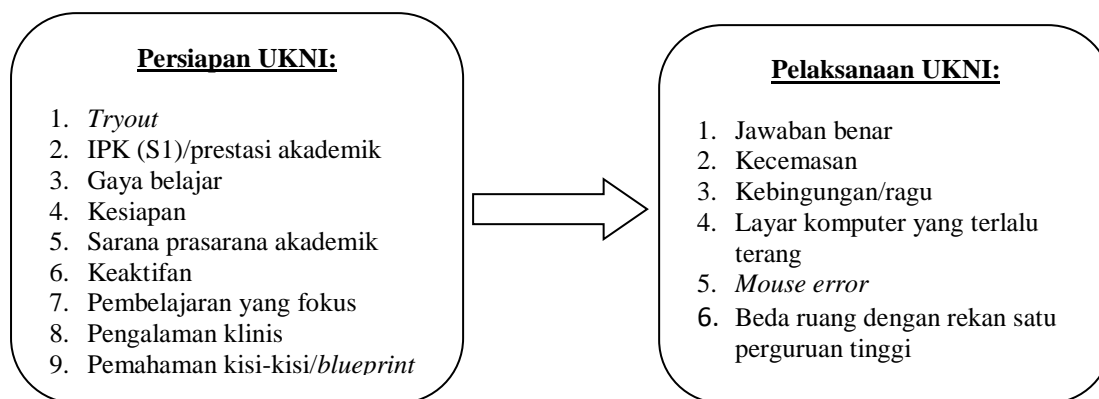 Persiapan UKNI:
1. Tryout
2. IPK (S1)/prestasi akademik
3. Gaya belajar
4. Kesiapan
5. Sarana prasarana akademik
6. Keaktifan
7. Pembelajaran yang fokus
8. Pengalaman klinis
9. Pemahaman kisi-kisi/blueprint
Pelaksanaan UKNI:
1. Jawaban benar
2. Kecemasan
3. Kebingungan/ragu
4. Layar komputer yang terlalu
terang
5. Mouse error
6. Beda ruang dengan rekan satu
perguruan tinggi